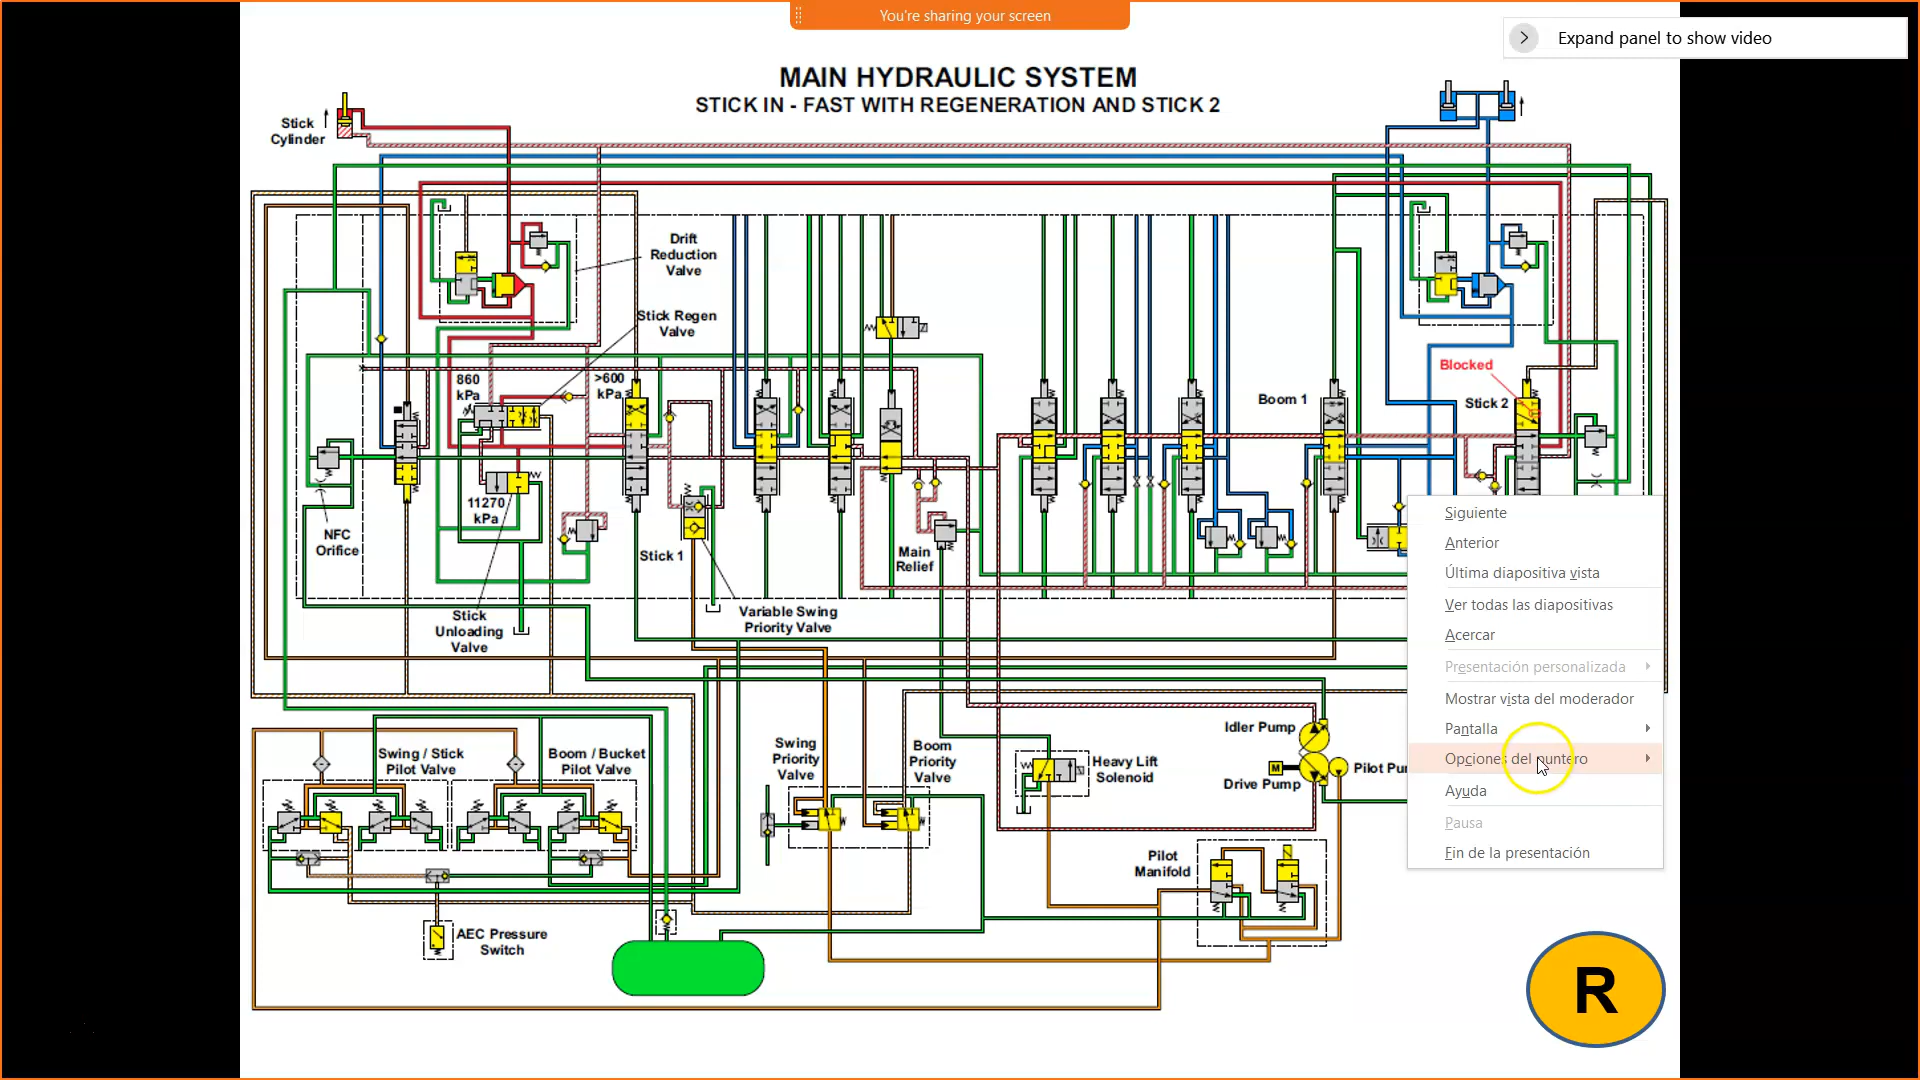 You're sharing your screen
Expand panel to show video
MAIN HYDRAULIC SYSTEM
STICK IN - FAST WITH REGENERATION AND STICK 2
Stick
Cylinder
Drift
Reduction
Valve
Stick Regen
Valve
Blocked
860
kPa
>600
kPa
Boom 1
Stick 2
11270
kPa
NFC
Orifice
Stick 1
Main
Relief
Stick
Unloading
Valve
Variable Swing
Priority Valve
Siguiente
Anterior
Última diapositiva vista
Ver todas las diapositivas
Acercar
Presentación personalizada
Mostrar vista del moderador
Pantalla
Opciones del puntero
Ayuda
Pausa
Fin de la presentación
Swing / Stick
Pilot Valve
Boom / Bucket
Pilot Valve
Swing
Priority
Valve
Boom
Priority
Valve
Heavy Lift
Solenoid
Idler Pump
M
Drive Pump
Pilot Pu
Pilot
Manifold
AEC Pressure
Switch
R